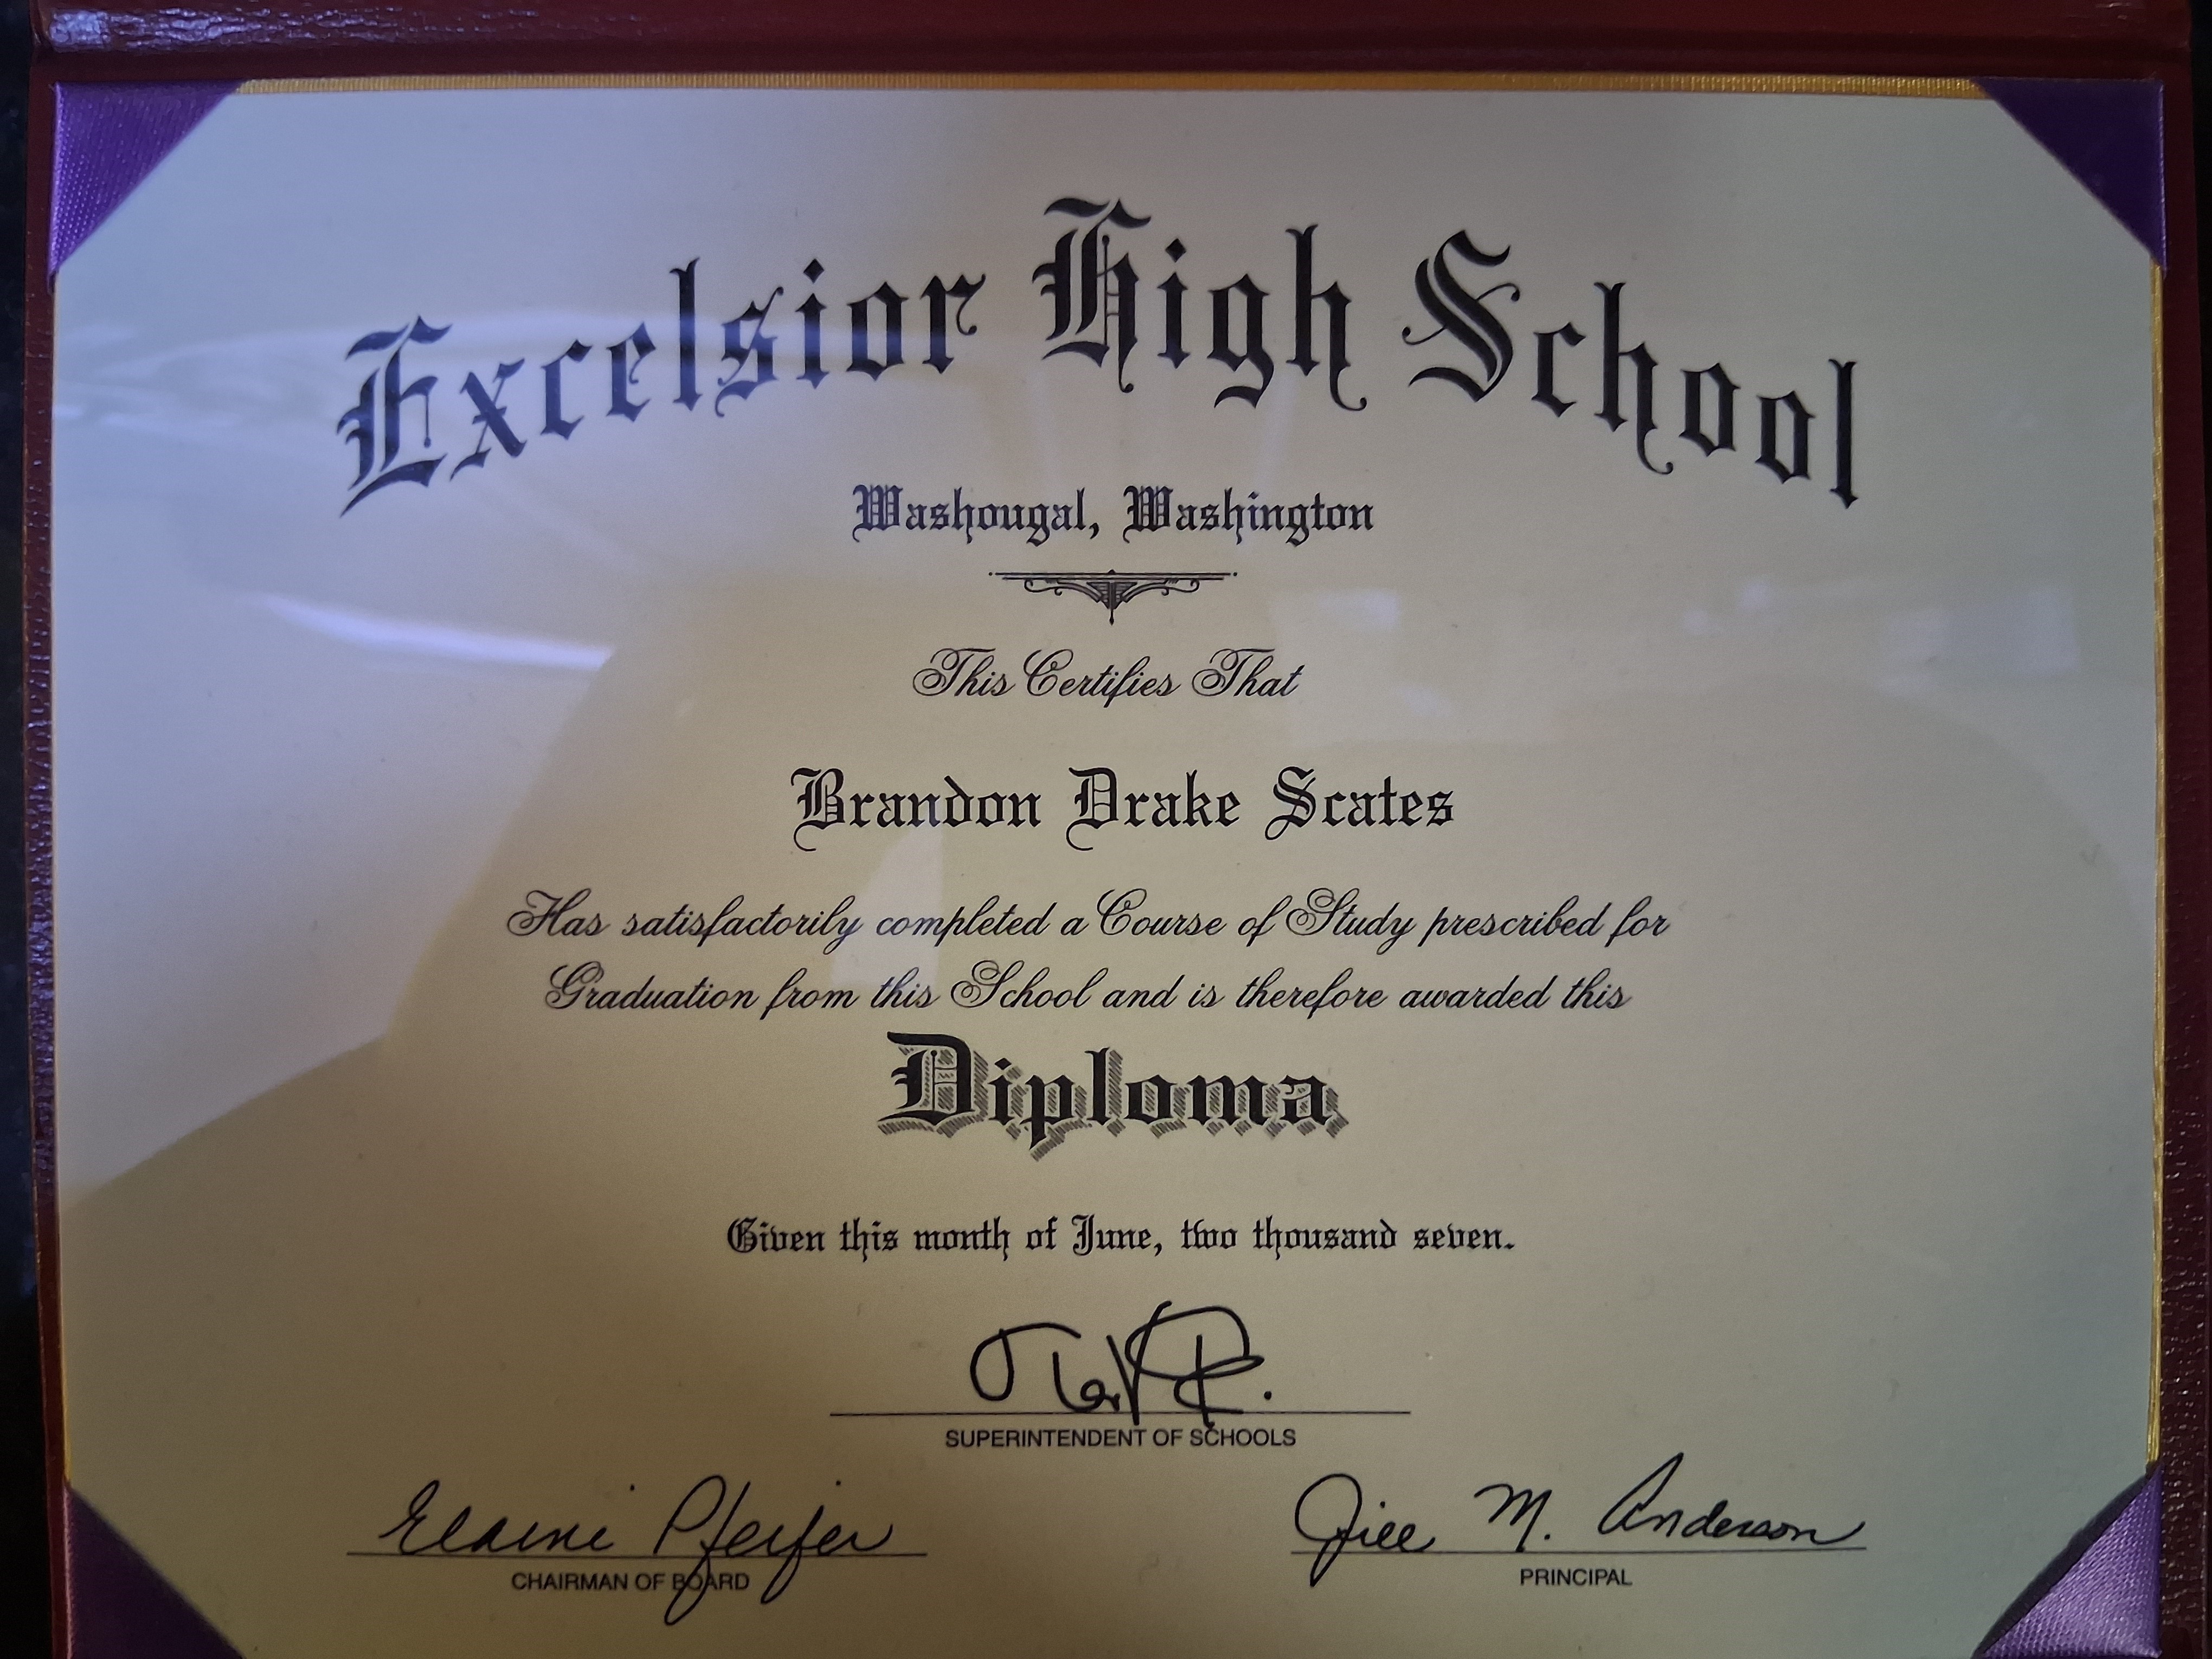 Excelsior High School
Washougal, Washington
This Certifies That
Brandon Drake Scates
Has satisfactorily completed a Course of Study prescribed for
Graduation from this School and is therefore awarded this
Diploma
Given this month of June, two thousand seven.
SUPERINTENDENT OF SCHOOLS
Elaine Pfeifer
CHAIRMAN OF BOARD
Jill M. Anderson
PRINCIPAL